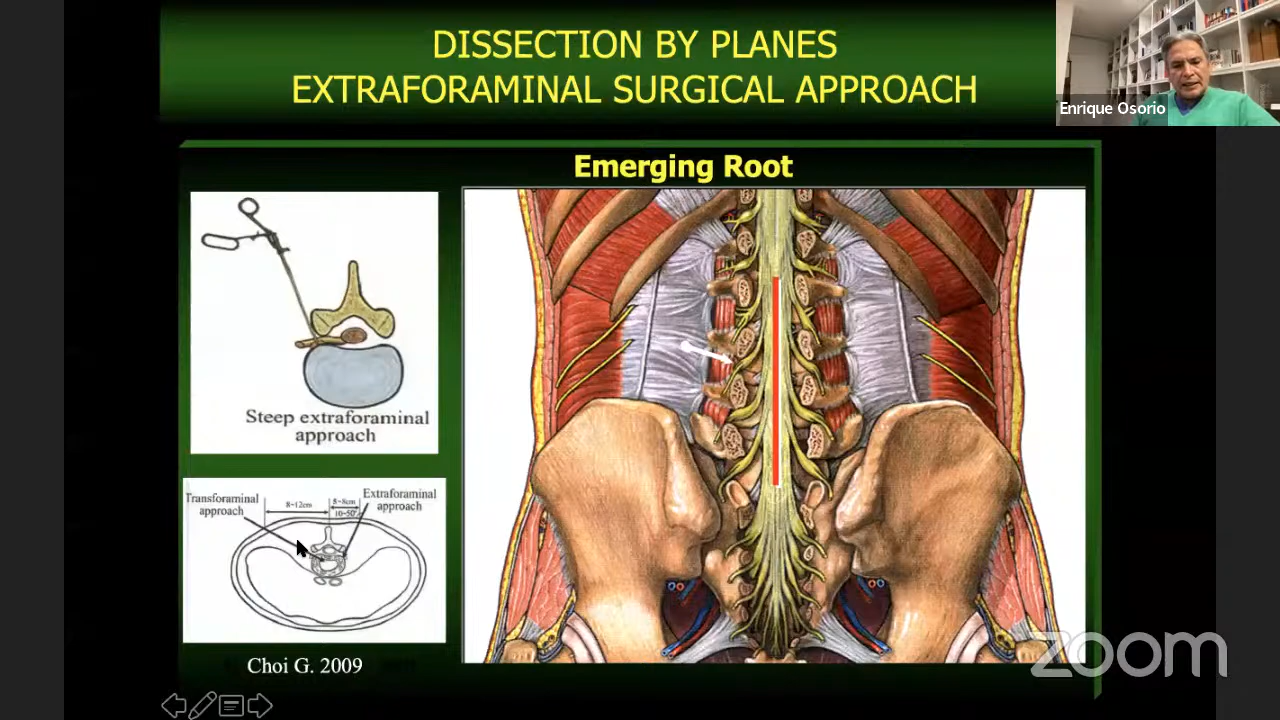 DISSECTION BY PLANES
EXTRAFORAMINAL SURGICAL APPROACH
Enrique Osorio
Emerging Root
Steep extraforaminal
approach
Transforaminal
approach
8~12cm
5~8cm
10~50°
Extraforaminal
approach
Choi G. 2009
zoom